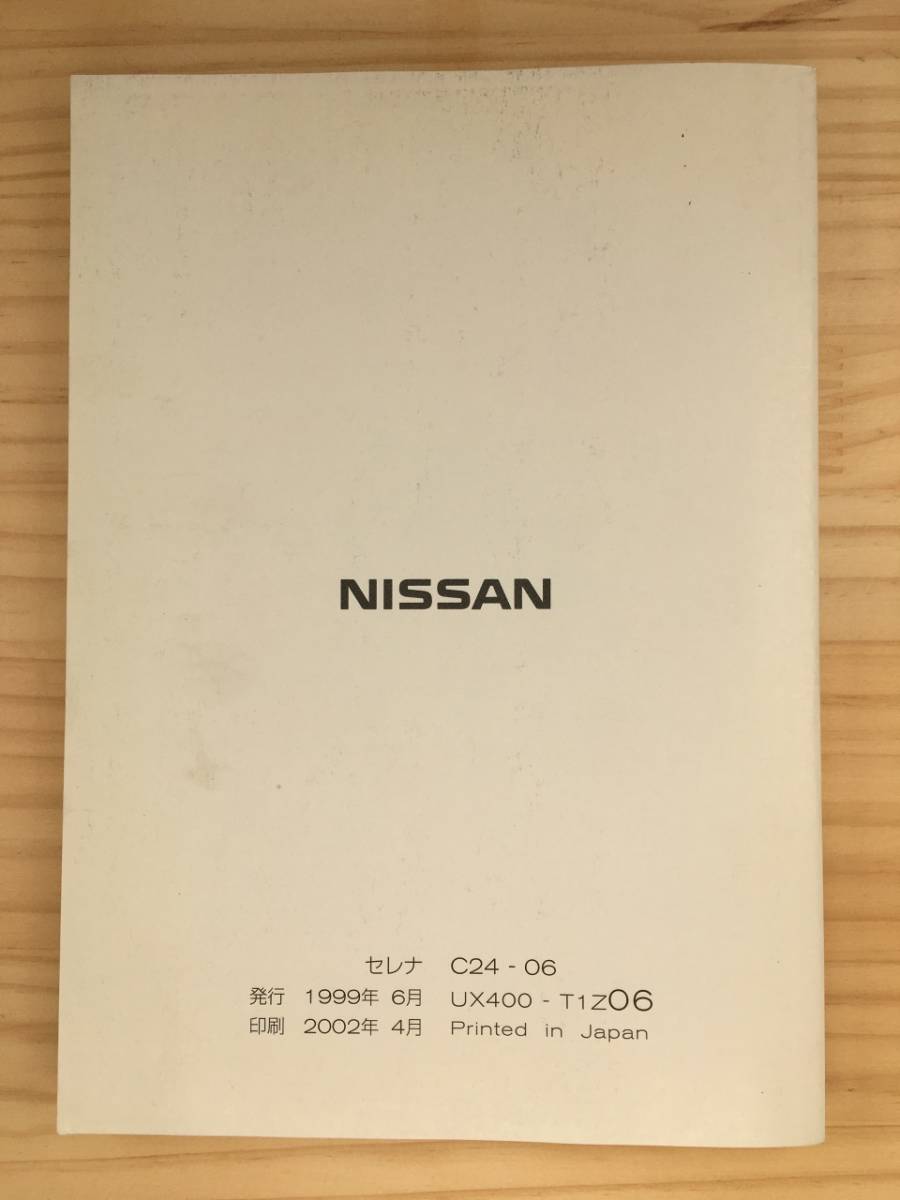 NISSAN
セレナ C24 - 06
発行 1999年 6月 UX400 - T1Z06
印刷 2002年 4月 Printed in Japan